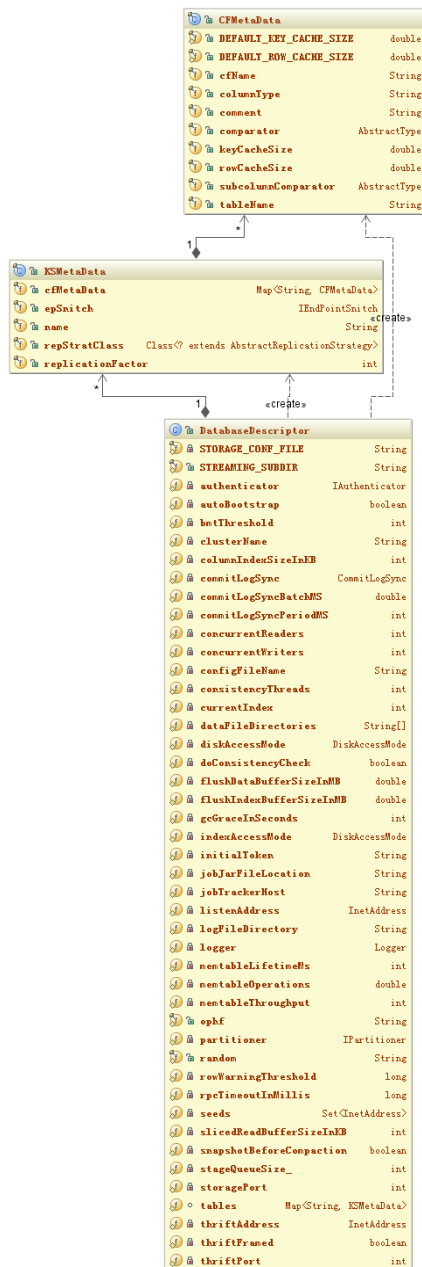 CFMetaData
DEFAULT_KEY_CACHE_SIZE double
DEFAULT_ROW_CACHE_SIZE double
cfName String
columnType String
comment String
comparator AbstractType
keyCacheSize double
rowCacheSize double
subcolumnComparator AbstractType
tableName String
*
1
KSMetaData
cfMetaData Map<String, CFMetaData>
epSnitch IEndPointSnitch
name String
repStratClass Class<? extends AbstractReplicationStrategy>
replicationFactor int
«create»
*
1
«create»
DatabaseDescriptor
STORAGE_CONF_FILE String
STREAMING_SUBDIR String
authenticator IAuthenticator
autoBootstrap boolean
bmtThreshold int
clusterName String
columnIndexSizeInKB int
commitLogSync CommitLogSync
commitLogSyncBatchMS double
commitLogSyncPeriodMS int
concurrentReaders int
concurrentWriters int
configFileName String
consistencyThreads int
currentIndex int
dataFileDirectories String[]
diskAccessMode DiskAccessMode
doConsistencyCheck boolean
flushDataBufferSizeInMB double
flushIndexBufferSizeInMB double
gcGraceInSeconds int
indexAccessMode DiskAccessMode
initialToken String
jobJarFileLocation String
jobTrackerHost String
listenAddress InetAddress
logFileDirectory String
logger Logger
memtableLifetimeMs int
memtableOperations double
memtableThroughput int
ophf String
partitioner IPartitioner
random String
rowWarningThreshold long
rpcTimeoutInMillis long
seeds Set<InetAddress>
slicedReadBufferSizeInKB int
snapshotBeforeCompaction boolean
stageQueueSize_ int
storagePort int
tables Map<String, KSMetaData>
thriftAddress InetAddress
thriftFramed boolean
thriftPort int